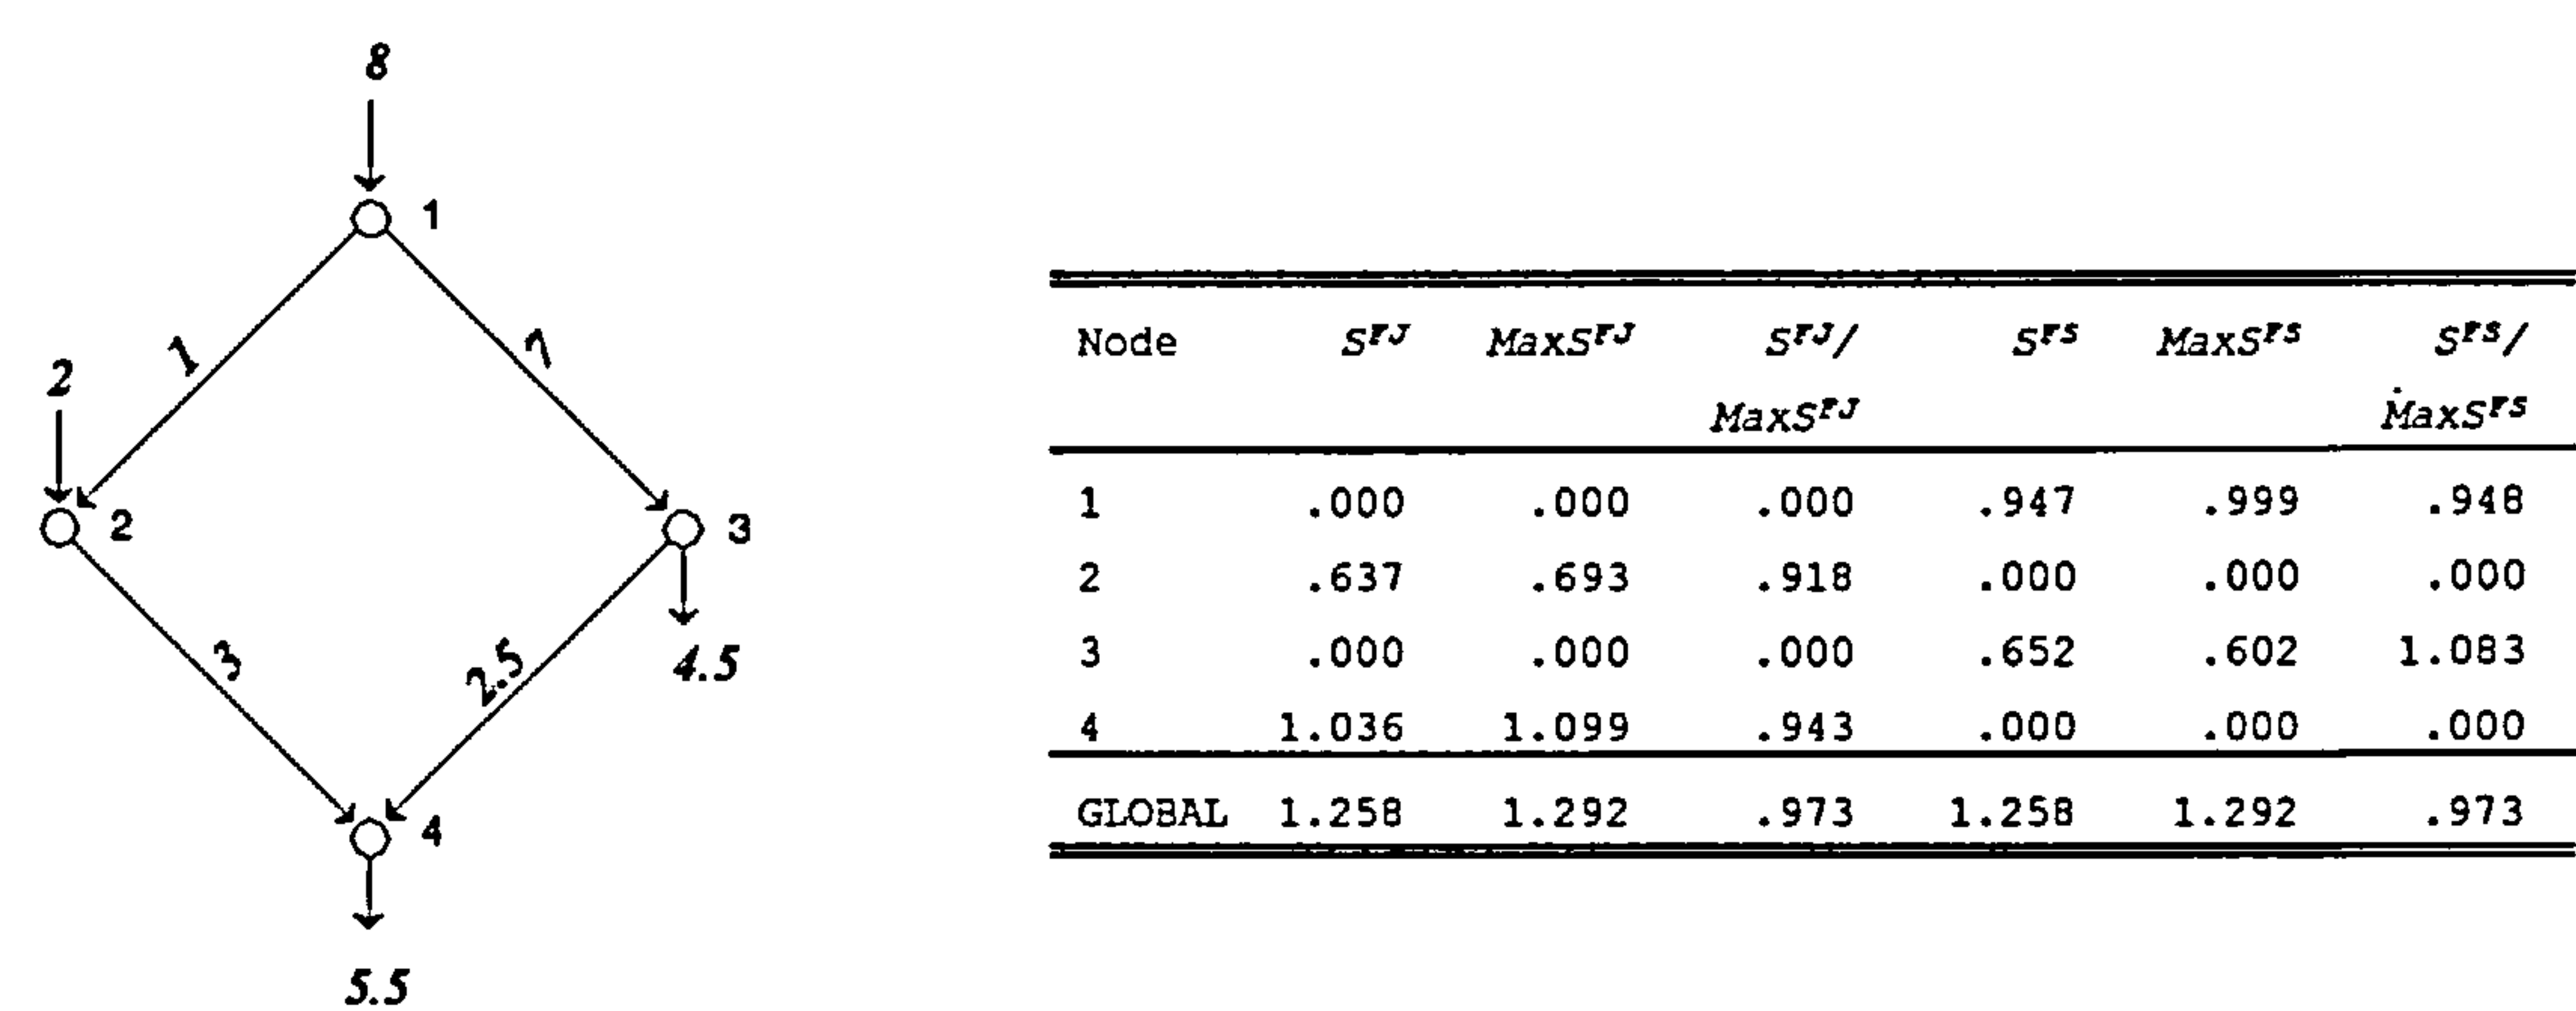 8
1
1
7
2
2
3
3
2.5
4.5
4
5.5
Node S^FJ MaxS^FJ S^FJ/ S^FS MaxS^FS S^FS/
MaxS^FJ MaxS^FS
1 .000 .000 .000 .947 .999 .948
2 .637 .693 .918 .000 .000 .000
3 .000 .000 .000 .652 .602 1.083
4 1.036 1.099 .943 .000 .000 .000
GLOBAL 1.258 1.292 .973 1.258 1.292 .973